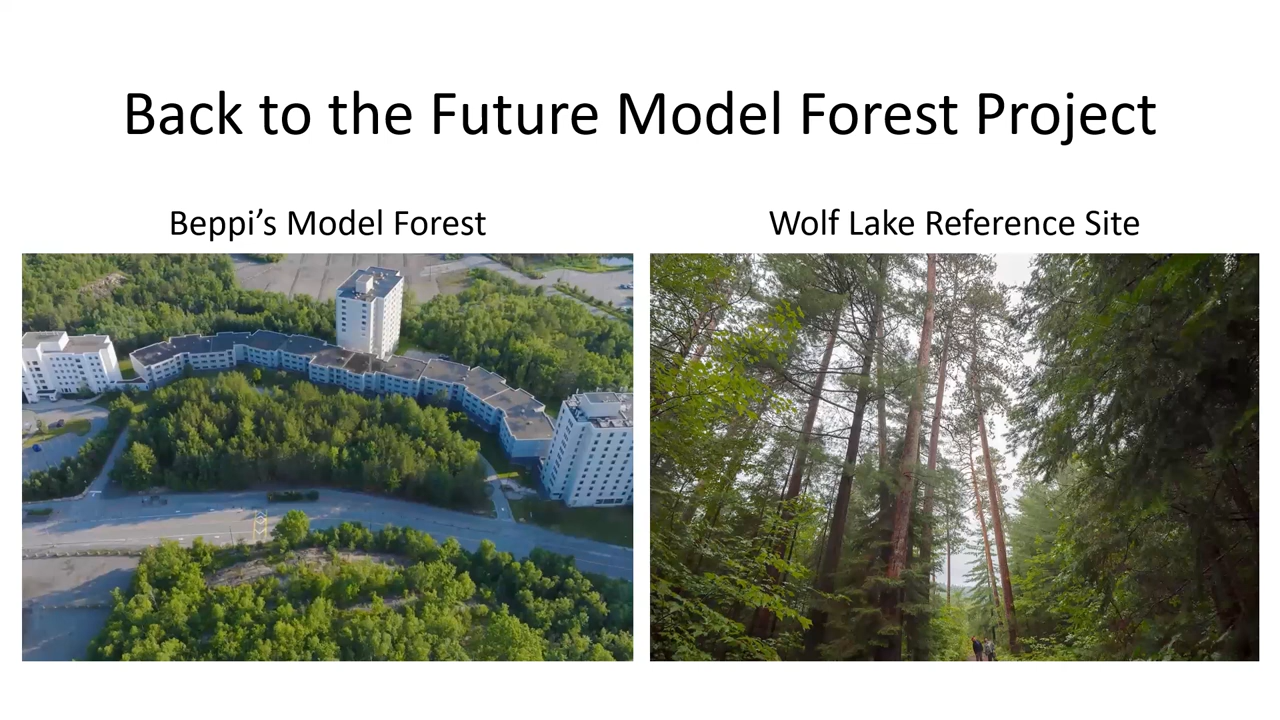 Back to the Future Model Forest Project
Beppi’s Model Forest
Wolf Lake Reference Site